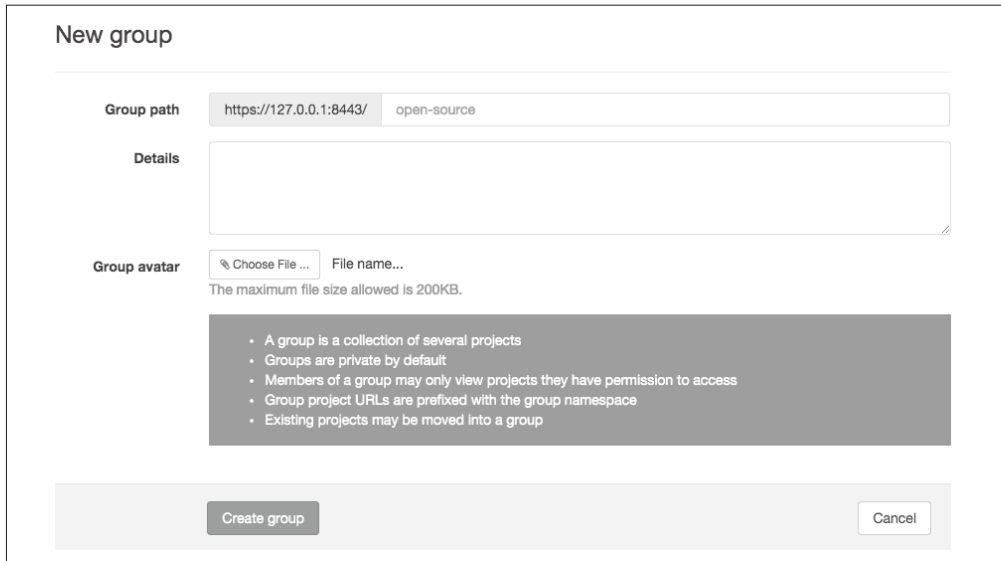 New group
Group path https://127.0.0.1:8443/ open-source
Details
Group avatar Choose File ... File name...
The maximum file size allowed is 200KB.
• A group is a collection of several projects
• Groups are private by default
• Members of a group may only view projects they have permission to access
• Group project URLs are prefixed with the group namespace
• Existing projects may be moved into a group
Create group Cancel